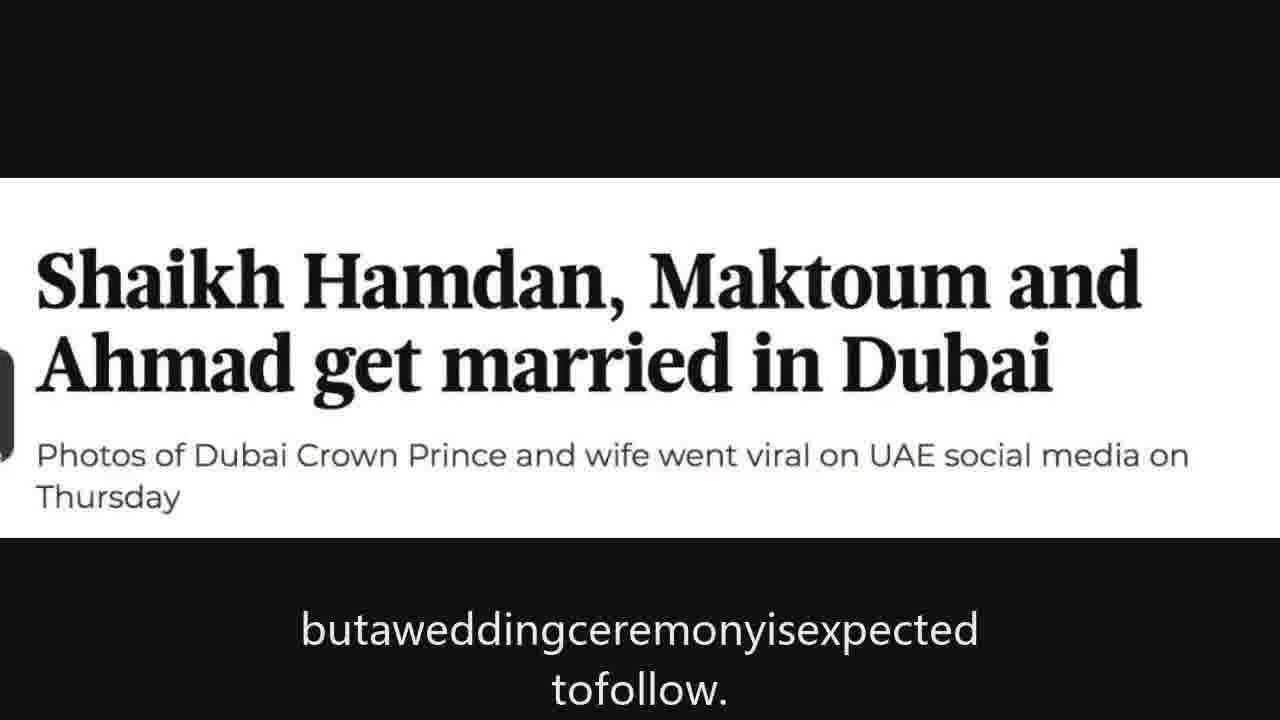 Shaikh Hamdan, Maktoum and
Ahmad get married in Dubai
Photos of Dubai Crown Prince and wife went viral on UAE social media on
Thursday
butaweddingceremonyisexpected
tofollow.